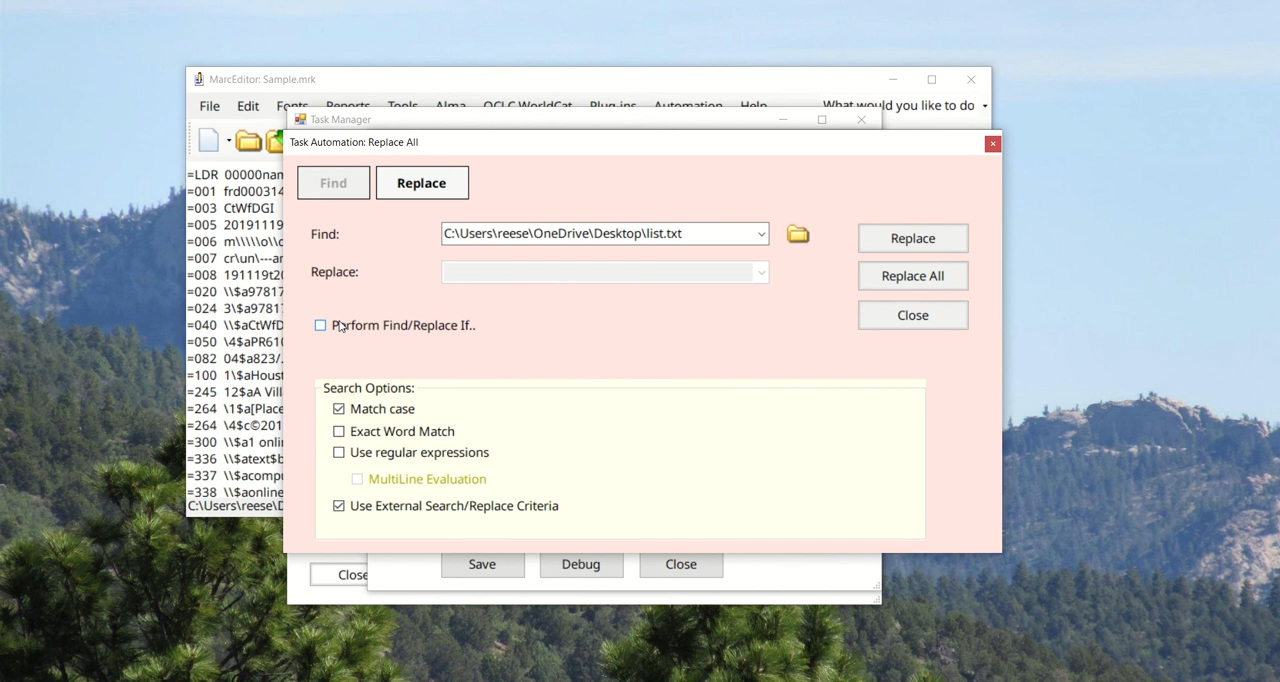 MarcEditor: Sample.mrk
File Edit Fonts Reports Tools Alma OCLC WorldCat Plug-ins Automation Help What would you like to do
Task Manager
Task Automation: Replace All
Find Replace
=LDR 00000nan
=001 frd000314
=003 CtWfDGI
=005 20191119
=006 m\\\\\o\\d
=007 cr\un\---an
=008 191119t20
=020 \\$a97817
=024 3\$a97817
=040 \\$aCtWfD
=050 \4$aPR610
=082 04$a823/.
=100 1\$aHoust
=245 12$aA Vill
=264 \1$a[Place
=264 \4$c©201
=300 \\$a1 onlin
=336 \\$atext$b
=337 \\$acompu
=338 \\$aonline
C:\Users\reese\D
Find: C:\Users\reese\OneDrive\Desktop\list.txt
Replace:
Replace
Replace All
Close
Perform Find/Replace If..
Search Options:
Match case
Exact Word Match
Use regular expressions
MultiLine Evaluation
Use External Search/Replace Criteria
Close Save Debug Close